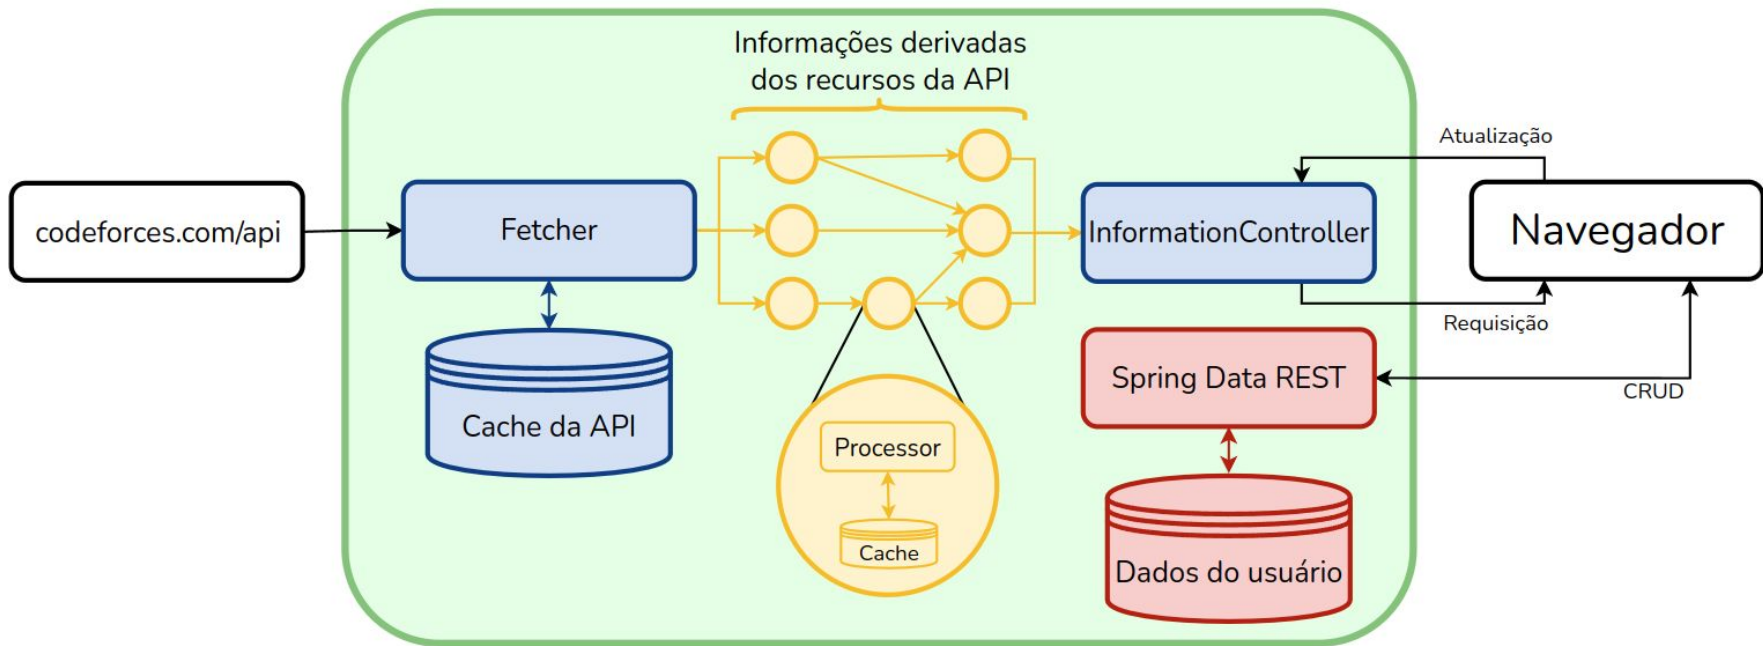 Informações derivadas
dos recursos da API
codeforces.com/api
Fetcher
Cache da API
Processor
Cache
InformationController
Atualização
Navegador
Requisição
Spring Data REST
CRUD
Dados do usuário